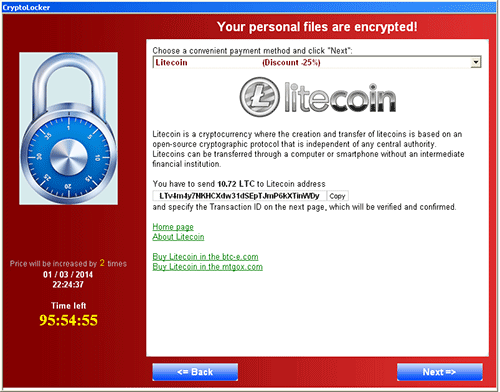 CryptoLocker
Your personal files are encrypted!
Choose a convenient payment method and click "Next":
Litecoin (Discount -25%)
litecoin
Litecoin is a cryptocurrency where the creation and transfer of litecoins is based on an
open-source cryptographic protocol that is independent of any central authority.
Litecoins can be transferred through a computer or smartphone without an intermediate
financial institution.
You have to send 10.72 LTC to Litecoin address
Copy
and specify the Transaction ID on the next page, which will be verified and confirmed.
Home page
About Litecoin
Buy Litecoin in the btc-e.com
Buy Litecoin in the mtgox.com
Price will be increased by 2 times
01 / 03 / 2014
22:24:37
Time left
95:54:55
<= Back
Next =>